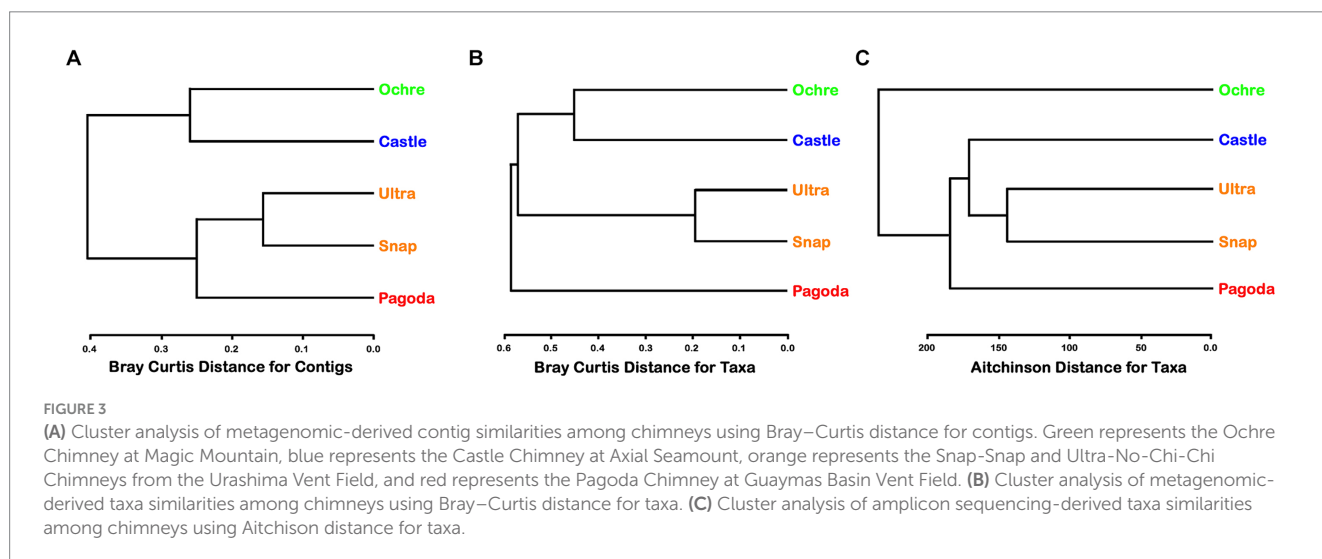 A
Ochre
Castle
Ultra
Snap
Pagoda
0.4 0.3 0.2 0.1 0.0
Bray Curtis Distance for Contigs
B
Ochre
Castle
Ultra
Snap
Pagoda
0.6 0.5 0.4 0.3 0.2 0.1 0.0
Bray Curtis Distance for Taxa
C
Ochre
Castle
Ultra
Snap
Pagoda
200 150 100 50 0.0
Aitchinson Distance for Taxa
FIGURE 3
(A) Cluster analysis of metagenomic-derived contig similarities among chimneys using Bray–Curtis distance for contigs. Green represents the Ochre
Chimney at Magic Mountain, blue represents the Castle Chimney at Axial Seamount, orange represents the Snap-Snap and Ultra-No-Chi-Chi
Chimneys from the Urashima Vent Field, and red represents the Pagoda Chimney at Guaymas Basin Vent Field. (B) Cluster analysis of metagenomic-
derived taxa similarities among chimneys using Bray–Curtis distance for taxa. (C) Cluster analysis of amplicon sequencing-derived taxa similarities
among chimneys using Aitchison distance for taxa.